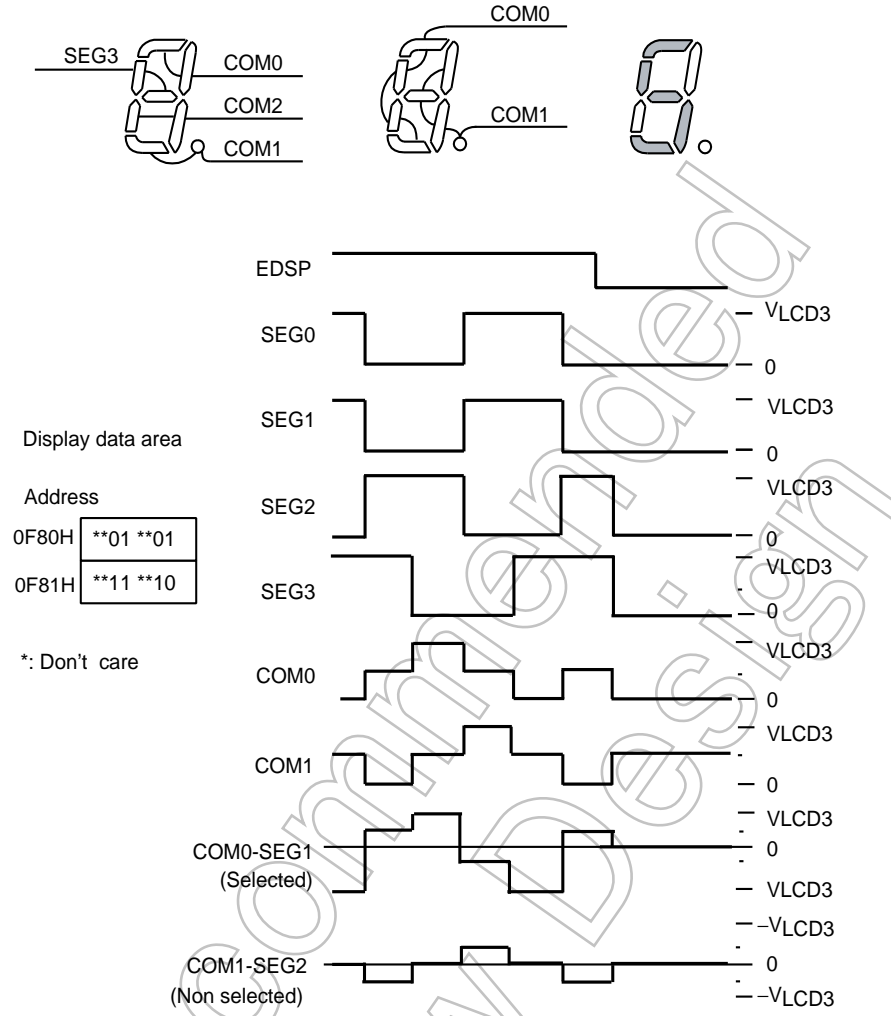 COM0
SEG3
COM0
COM2
COM1
COM1
EDSP
VLCD3
SEG0
0
VLCD3
SEG1
0
Display data area
VLCD3
Address
SEG2
0F80H **01 **01
0
VLCD3
0F81H **11 **10
SEG3
0
*: Don't care
VLCD3
COM0
0
VLCD3
COM1
0
VLCD3
COM0-SEG1
0
(Selected)
VLCD3
−VLCD3
COM1-SEG2
0
(Non selected)
−VLCD3
commended
w Design